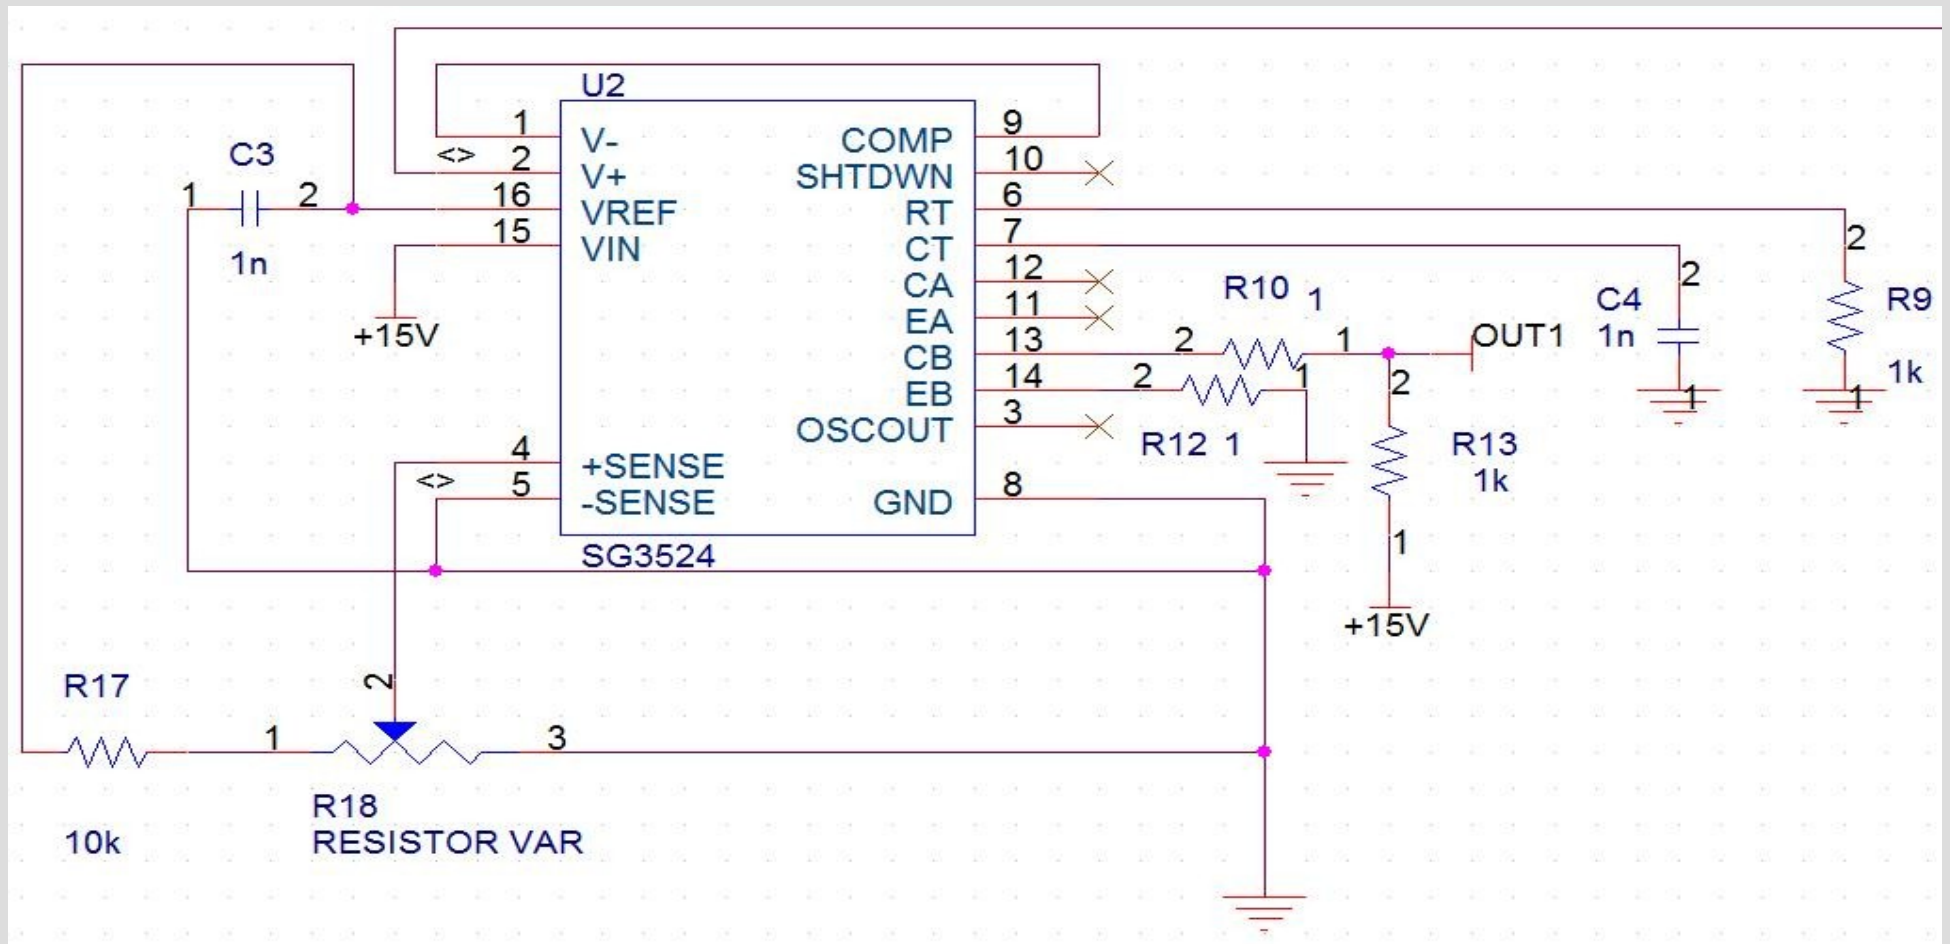 U2
1
V-
COMP
9
<>
2
V+
SHTDWN
10
C3
1
2
16
VREF
RT
6
1n
15
VIN
CT
7
2
+15V
CA
12
2
EA
11
R10
1
C4
1n
R9
1k
CB
13
2
1
OUT1
EB
14
2
1
2
1
1
OSCOUT
3
R12
1
R13
1k
4
+SENSE
<>
5
-SENSE
GND
8
SG3524
1
+15V
2
R17
1
3
10k
R18
RESISTOR VAR